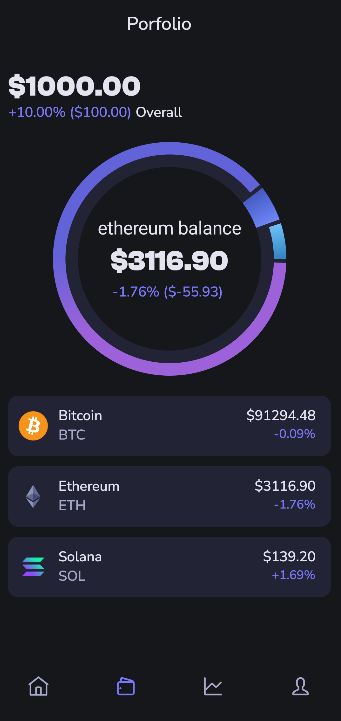 Porfolio
$1000.00
+10.00% ($100.00) Overall
ethereum balance
$3116.90
-1.76% ($-55.93)
Bitcoin $91294.48
BTC -0.09%
Ethereum $3116.90
ETH -1.76%
Solana $139.20
SOL +1.69%